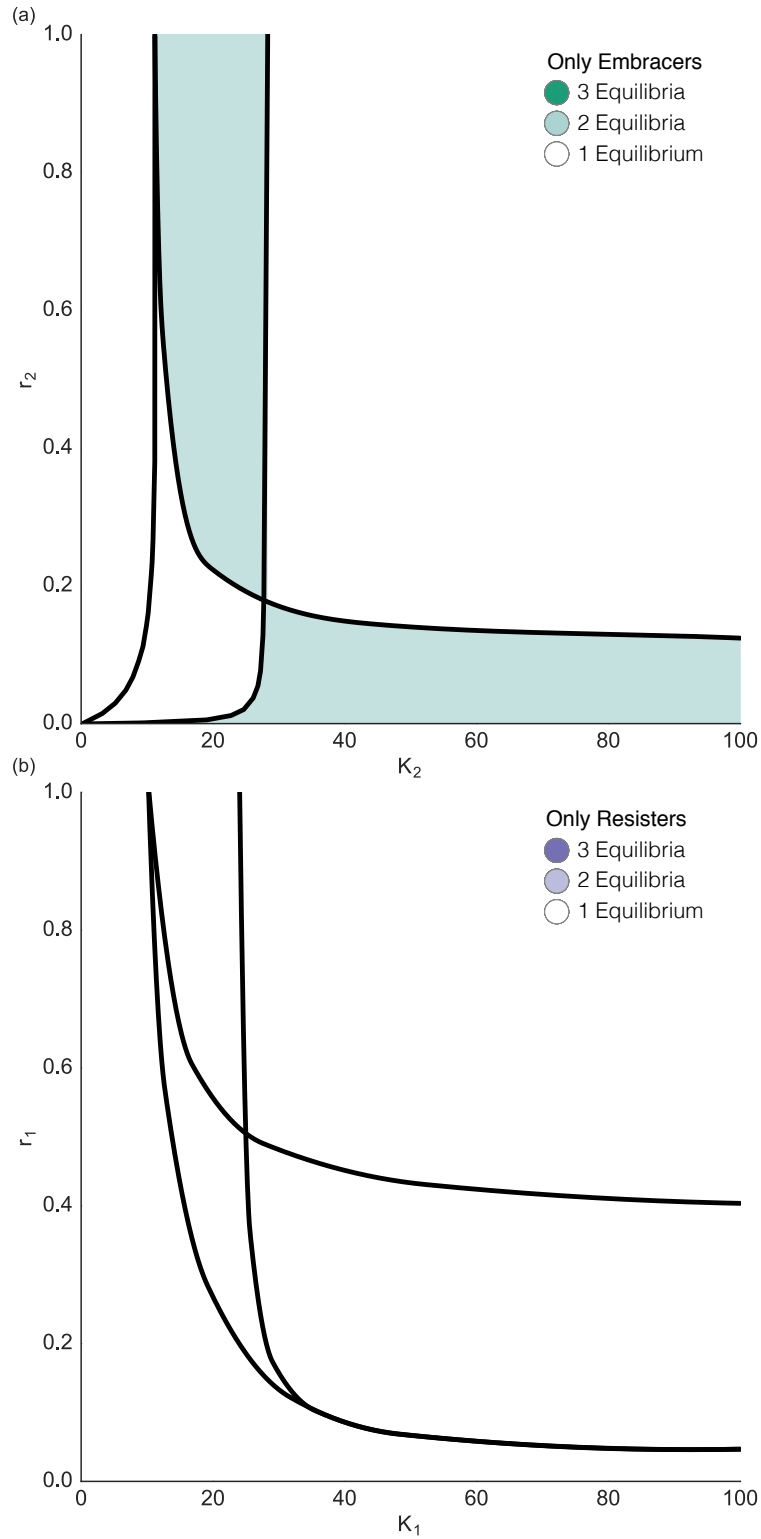 (a)
1.0
Only Embracers
3 Equilibria
2 Equilibria
1 Equilibrium
0.8
0.6
r2
0.4
0.2
0.0
0 20 40 60 80 100
K2
(b)
1.0
Only Resisters
3 Equilibria
2 Equilibria
1 Equilibrium
0.8
0.6
r1
0.4
0.2
0.0
0 20 40 60 80 100
K1